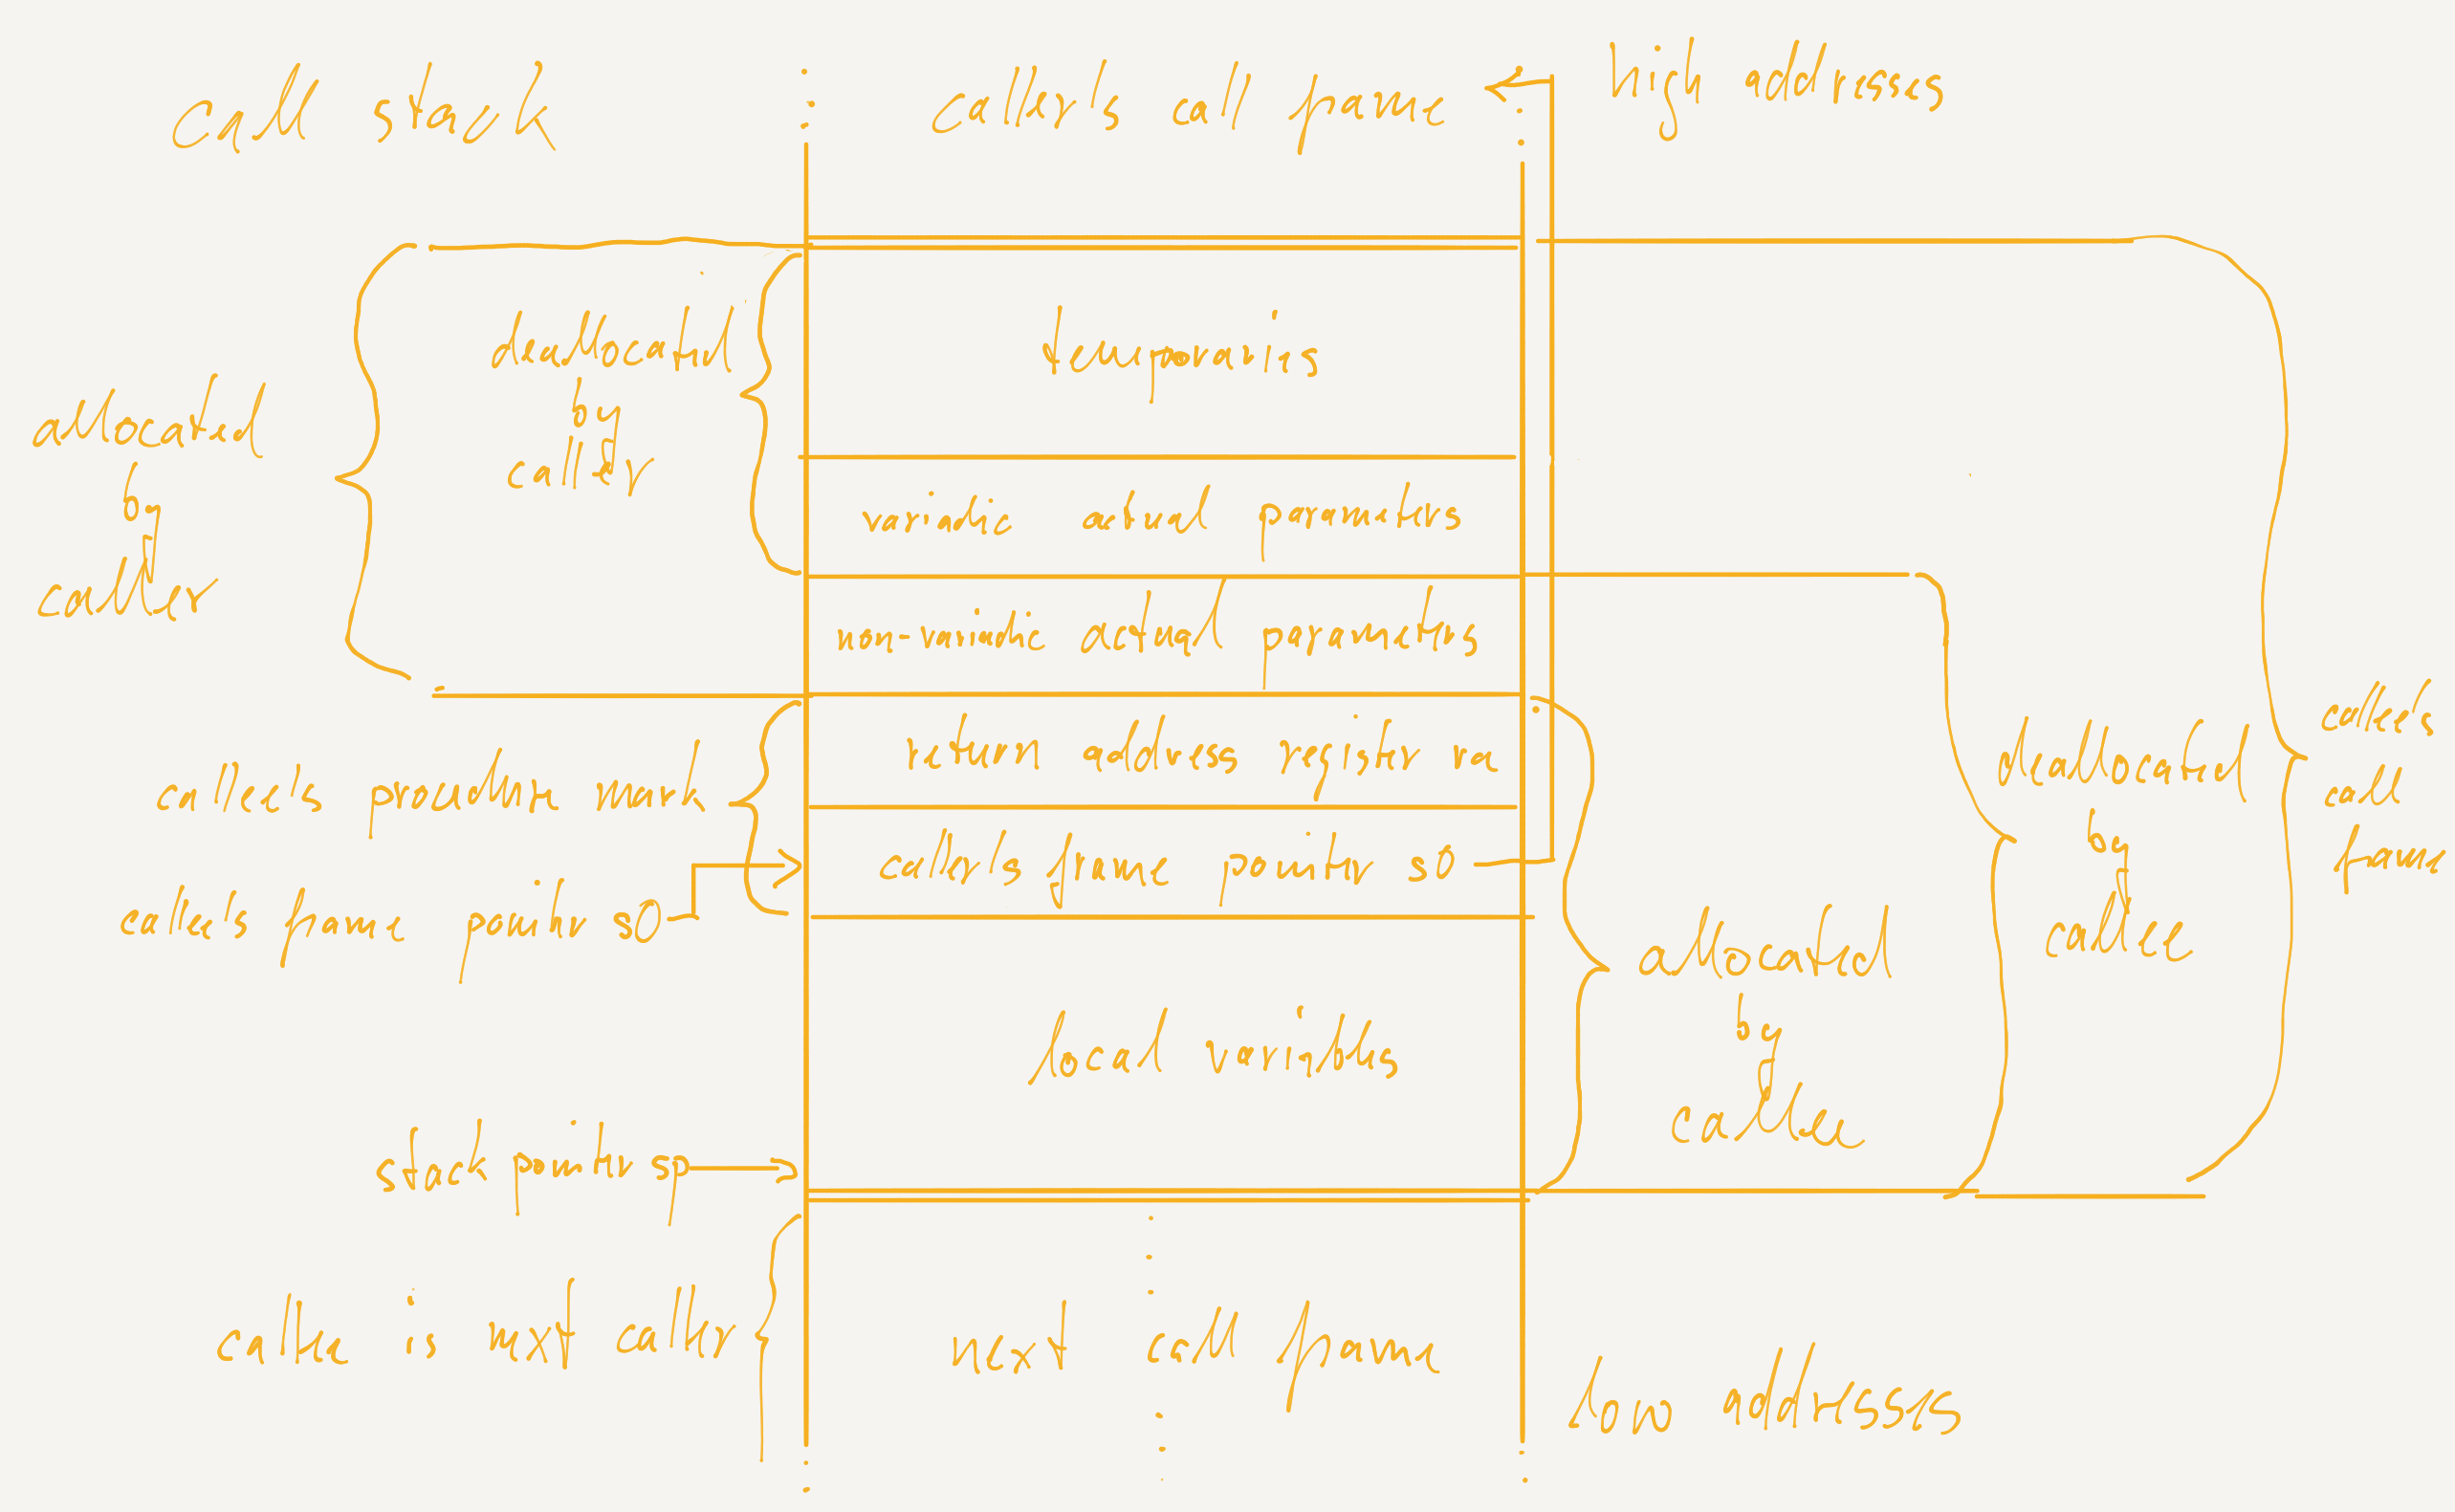 call stack
caller's call frame
high addresses
allocated
by
caller
deallocated
by
caller
temporaries
variadic actual parameters
non-variadic actual parameters
return address register ra
caller's frame pointer s0
local variables
next call frame
callee's prologue mark
callee's frame pointer s0
stack pointer sp
callee is next caller
allocated
by
callee
deallocated
by
callee
callee's
call
frame
low addresses